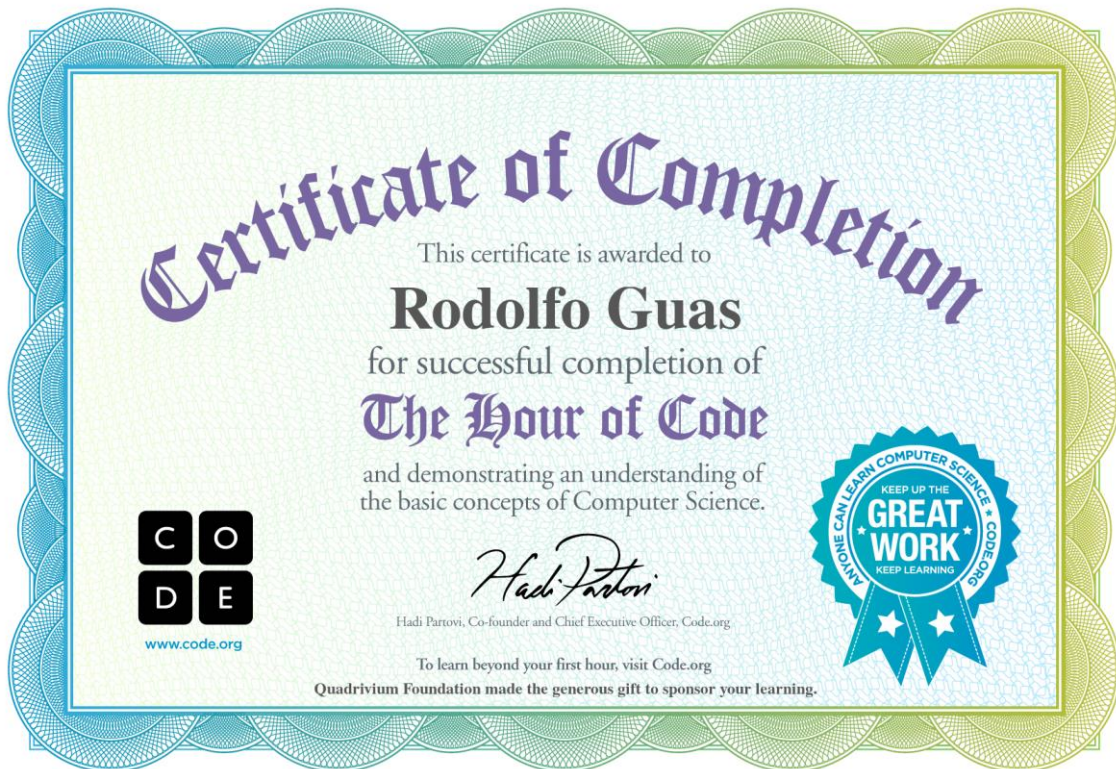 Certificate of Completion
This certificate is awarded to
Rodolfo Guas
for successful completion of
The Hour of Code
and demonstrating an understanding of
the basic concepts of Computer Science.
C O
D E
www.code.org
Hadi Partovi
Hadi Partovi, Co-founder and Chief Executive Officer, Code.org
ANYONE CAN LEARN COMPUTER SCIENCE * CODE.ORG
KEEP UP THE
GREAT
WORK
KEEP LEARNING
To learn beyond your first hour, visit Code.org
Quadrivium Foundation made the generous gift to sponsor your learning.